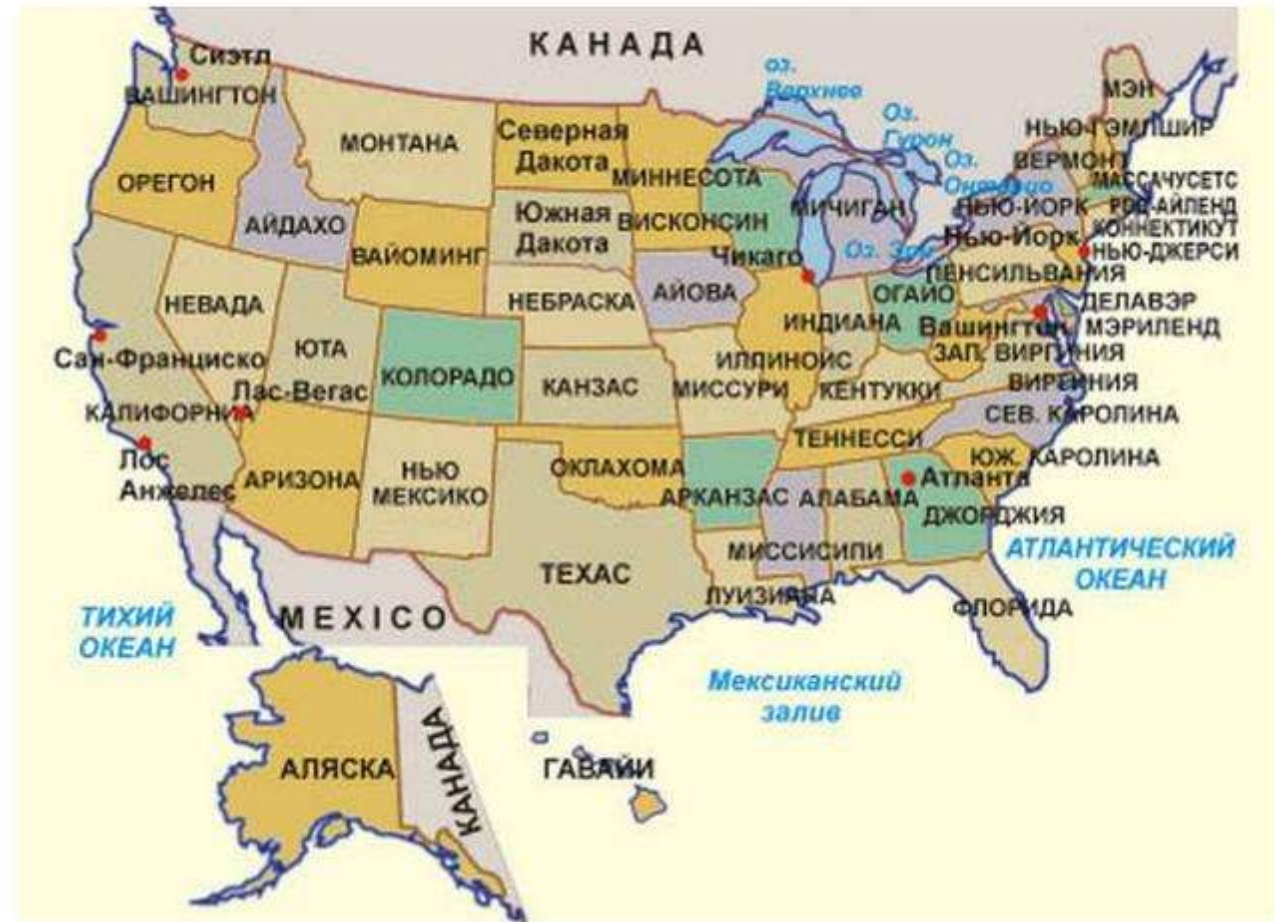 КАНАДА
Сиэтл
ВАШИНГТОН
оз.
Верхнее
Оз.
Гурон
Оз.
Онтарио
МЭН
НЬЮ-ГЭМПШИР
ВЕРМОНТ
МАССАЧУСЕТС
РОД-АЙЛЕНД
КОННЕКТИКУТ
НЬЮ-ДЖЕРСИ
МОНТАНА
Северная
Дакота
МИННЕСОТА
ОРЕГОН
АЙДАХО
ВАЙОМИНГ
Южная
Дакота
ВИСКОНСИН
МИЧИГАН
НЬЮ-ЙОРК
Нью-Йорк
Чикаго
Оз. Эри
ПЕНСИЛЬВАНИЯ
НЕВАДА
НЕБРАСКА
АЙОВА
ОГАЙО
ДЕЛАВЭР
ИНДИАНА
Вашингтон
МЭРИЛЕНД
Сан-Франциско
ЮТА
КОЛОРАДО
КАНЗАС
ИЛЛИНОИС
МИССУРИ
КЕНТУККИ
ЗАП. ВИРГИНИЯ
ВИРГИНИЯ
Лас-Вегас
КАЛИФОРНИЯ
СЕВ. КАРОЛИНА
ТЕННЕССИ
Лос
Анжелес
АРИЗОНА
НЬЮ
МЕКСИКО
ОКЛАХОМА
АРКАНЗАС
АЛАБАМА
ЮЖ. КАРОЛИНА
Атланта
ДЖОРДЖИЯ
МИССИСИПИ
ТЕХАС
ЛУИЗИАНА
ФЛОРИДА
АТЛАНТИЧЕСКИЙ
ОКЕАН
ТИХИЙ
ОКЕАН
MEXICO
Мексиканский
залив
АЛЯСКА
КАНАДА
ГАВАЙИ